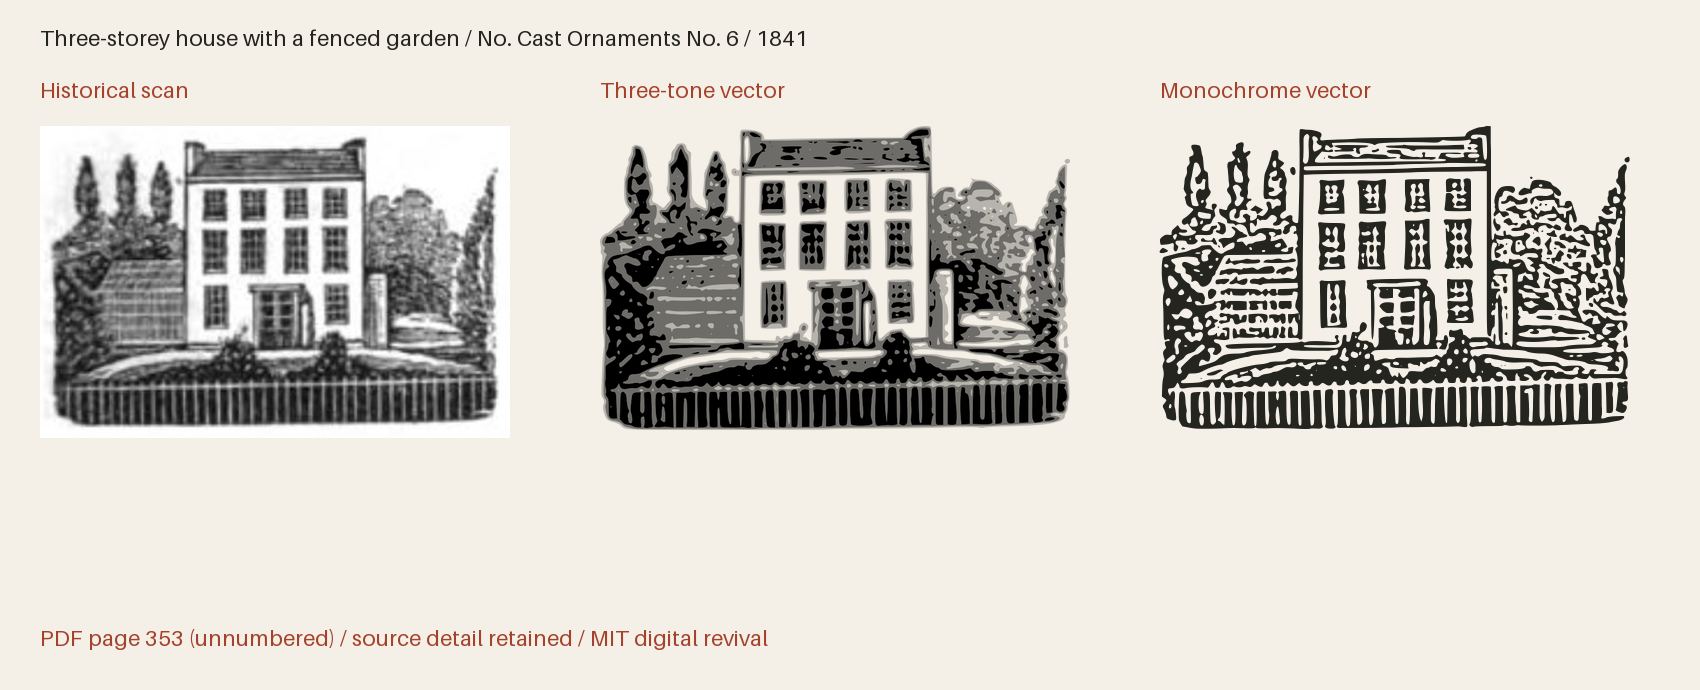 Three-storey house with a fenced garden / No. Cast Ornaments No. 6 / 1841
Historical scan
Three-tone vector
Monochrome vector
PDF page 353 (unnumbered) / source detail retained / MIT digital revival